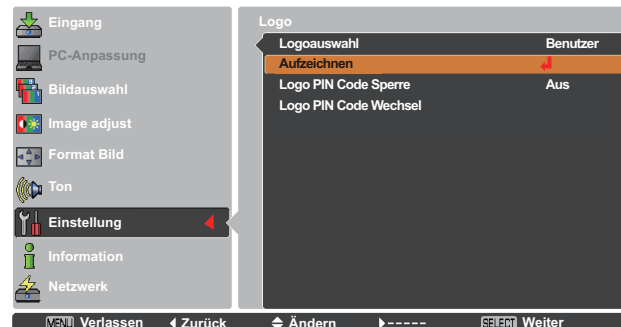 Eingang
PC-Anpassung
Bildauswahl
Image adjust
Format Bild
Ton
Einstellung
Information
Netzwerk
Logo
Logoauswahl Benutzer
Aufzeichnen
Logo PIN Code Sperre Aus
Logo PIN Code Wechsel
MENU Verlassen Zurück Ändern ----- SELECT Weiter